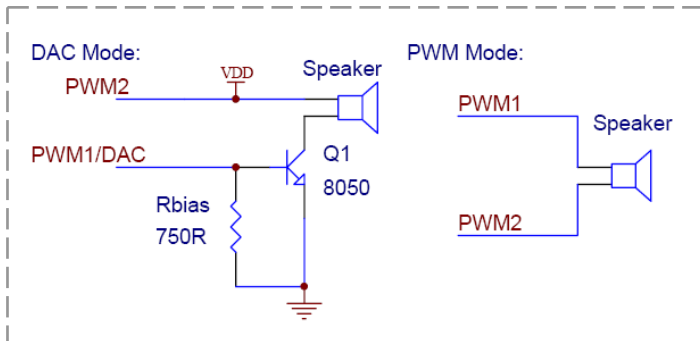 DAC Mode:
PWM2
VDD
Speaker
PWM1/DAC
Q1
8050
Rbias
750R
PWM Mode:
PWM1
Speaker
PWM2